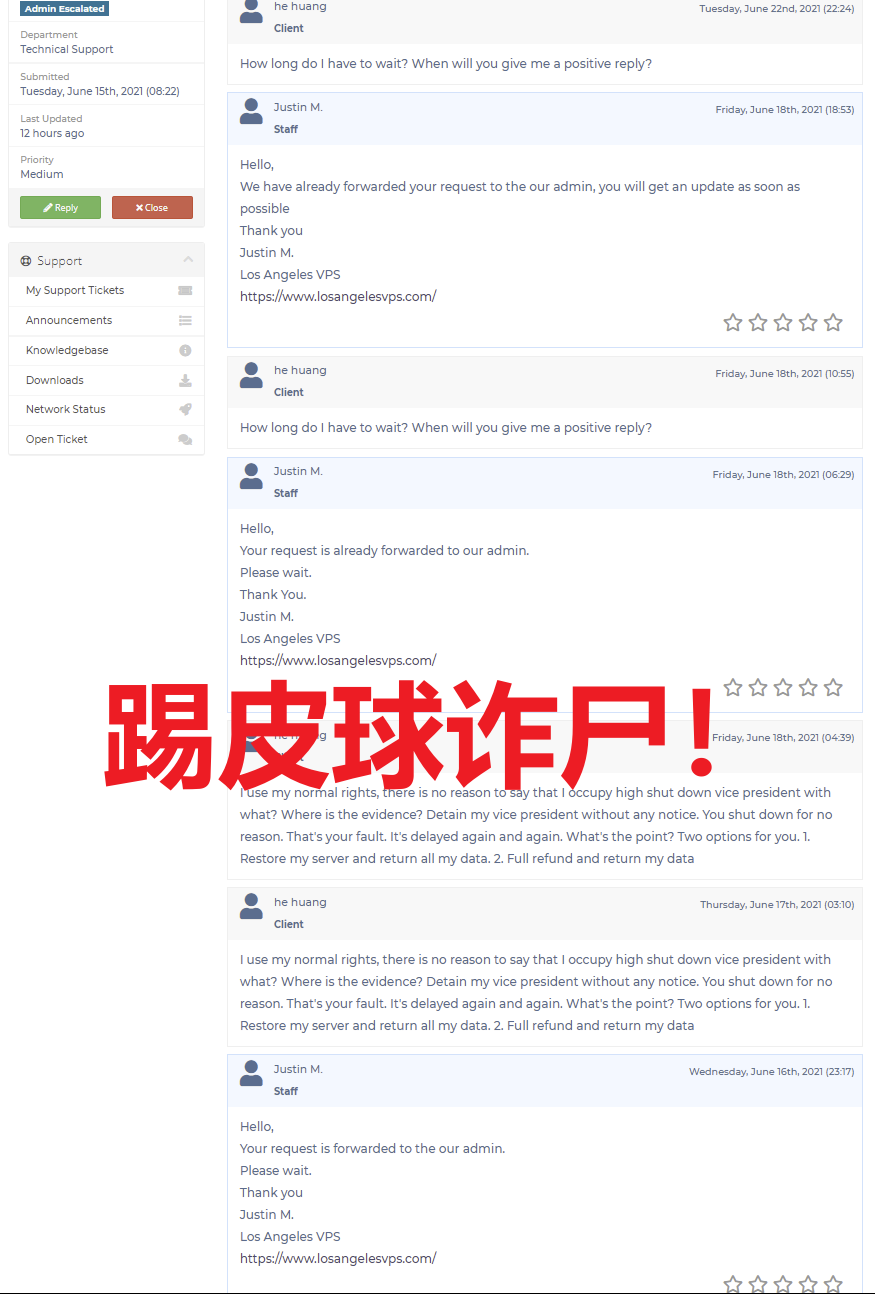 Admin Escalated
Department
Technical Support
Submitted
Tuesday, June 15th, 2021 (08:22)
Last Updated
12 hours ago
Priority
Medium
Reply
Close
Support
My Support Tickets
Announcements
Knowledgebase
Downloads
Network Status
Open Ticket
he huang
Tuesday, June 22nd, 2021 (22:24)
Client
How long do I have to wait? When will you give me a positive reply?
Justin M.
Friday, June 18th, 2021 (18:53)
Staff
Hello,
We have already forwarded your request to the our admin, you will get an update as soon as
possible
Thank you
Justin M.
Los Angeles VPS
https://www.losangelesvps.com/
he huang
Friday, June 18th, 2021 (10:55)
Client
How long do I have to wait? When will you give me a positive reply?
Justin M.
Friday, June 18th, 2021 (06:29)
Staff
Hello,
Your request is already forwarded to our admin.
Please wait.
Thank You.
Justin M.
Los Angeles VPS
https://www.losangelesvps.com/
踢皮球诈尸！
he huang
Friday, June 18th, 2021 (04:39)
I use my normal rights, there is no reason to say that I occupy high shut down vice president with
what? Where is the evidence? Detain my vice president without any notice. You shut down for no
reason. That's your fault. It's delayed again and again. What's the point? Two options for you. 1.
Restore my server and return all my data. 2. Full refund and return my data
he huang
Thursday, June 17th, 2021 (03:10)
Client
I use my normal rights, there is no reason to say that I occupy high shut down vice president with
what? Where is the evidence? Detain my vice president without any notice. You shut down for no
reason. That's your fault. It's delayed again and again. What's the point? Two options for you. 1.
Restore my server and return all my data. 2. Full refund and return my data
Justin M.
Wednesday, June 16th, 2021 (23:17)
Staff
Hello,
Your request is forwarded to the our admin.
Please wait.
Thank you
Justin M.
Los Angeles VPS
https://www.losangelesvps.com/